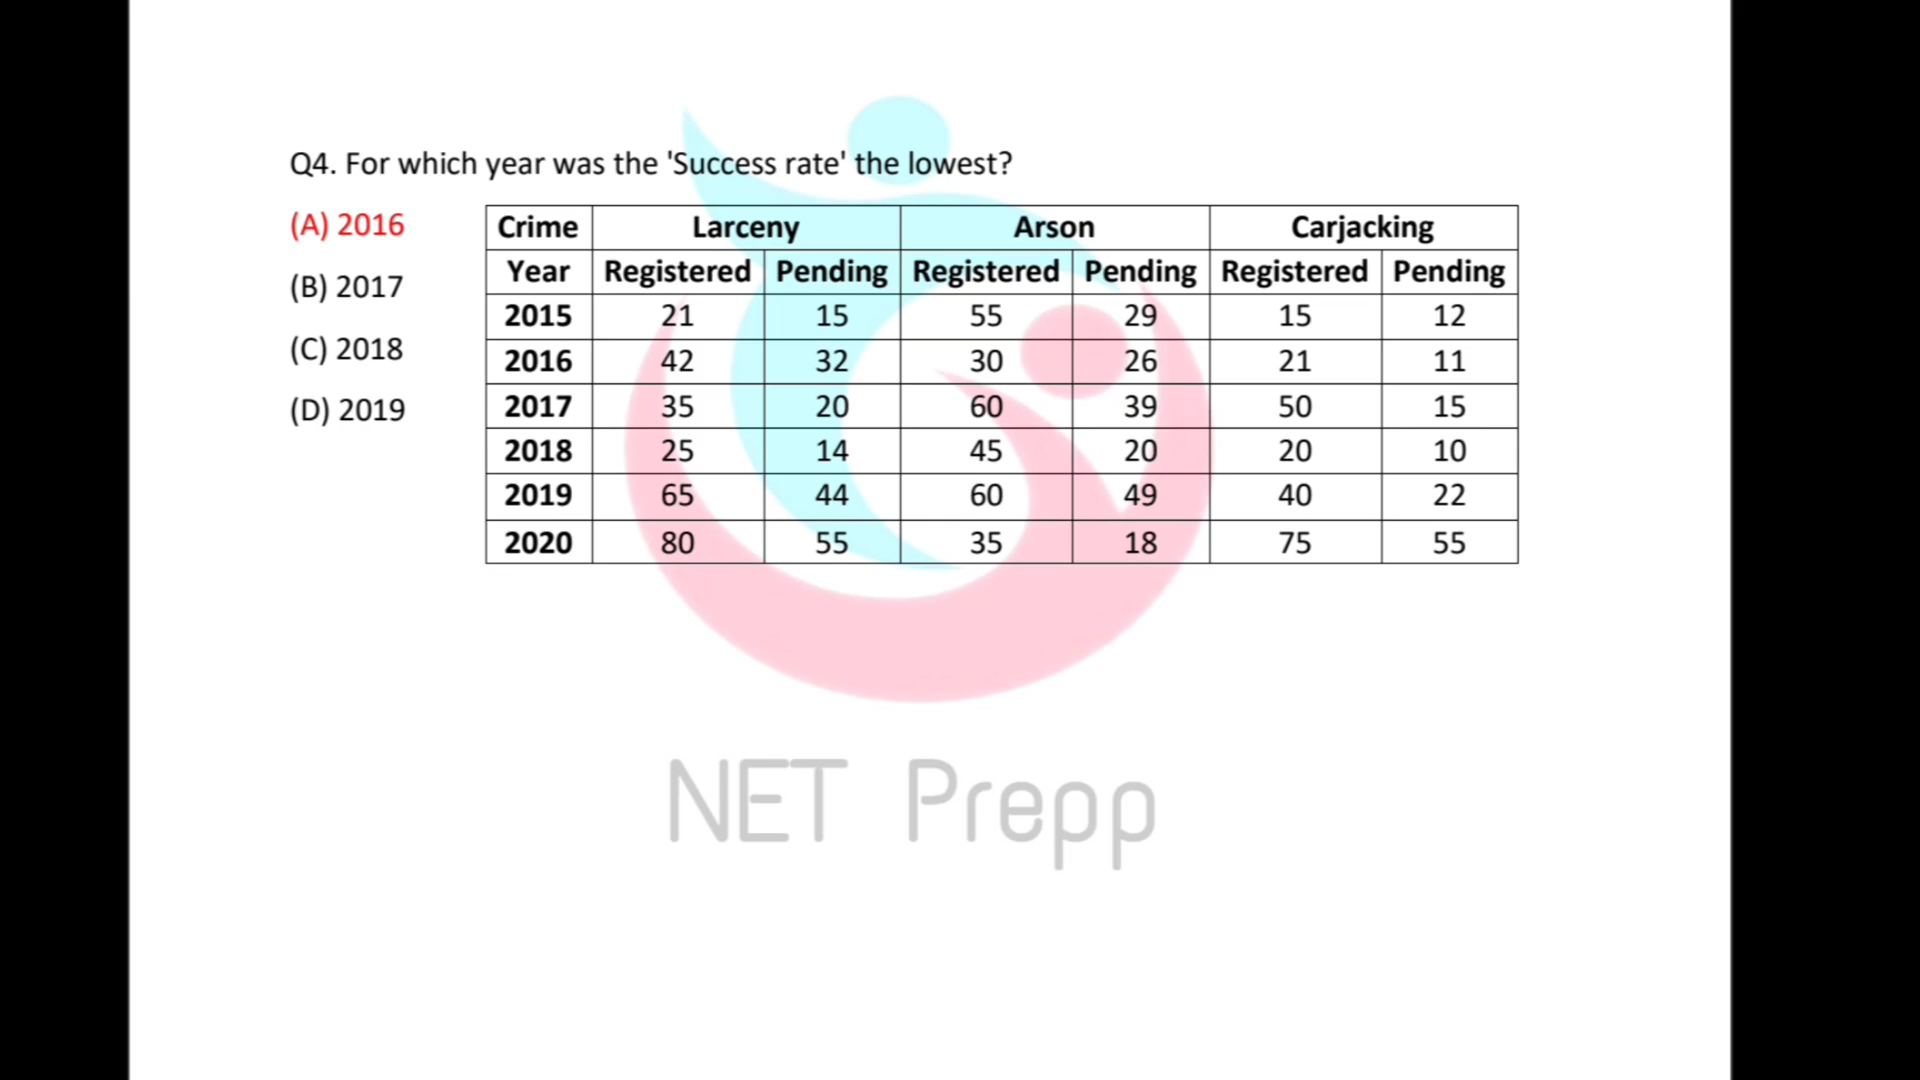 Q4. For which year was the 'Success rate' the lowest?
(A) 2016
(B) 2017
(C) 2018
(D) 2019
Crime Larceny Arson Carjacking
Year Registered Pending Registered Pending Registered Pending
2015 21 15 55 29 15 12
2016 42 32 30 26 21 11
2017 35 20 60 39 50 15
2018 25 14 45 20 20 10
2019 65 44 60 49 40 22
2020 80 55 35 18 75 55
NET Prepp